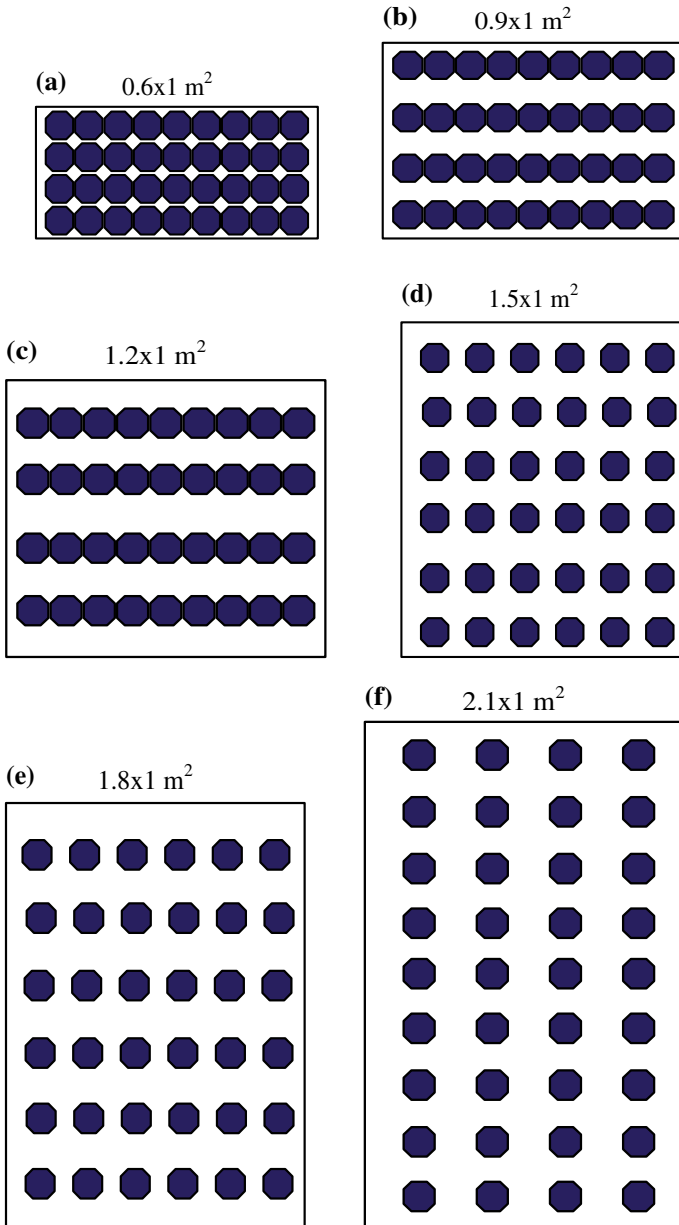 (a) 0.6x1 m²
(b) 0.9x1 m²
(c) 1.2x1 m²
(d) 1.5x1 m²
(e) 1.8x1 m²
(f) 2.1x1 m²